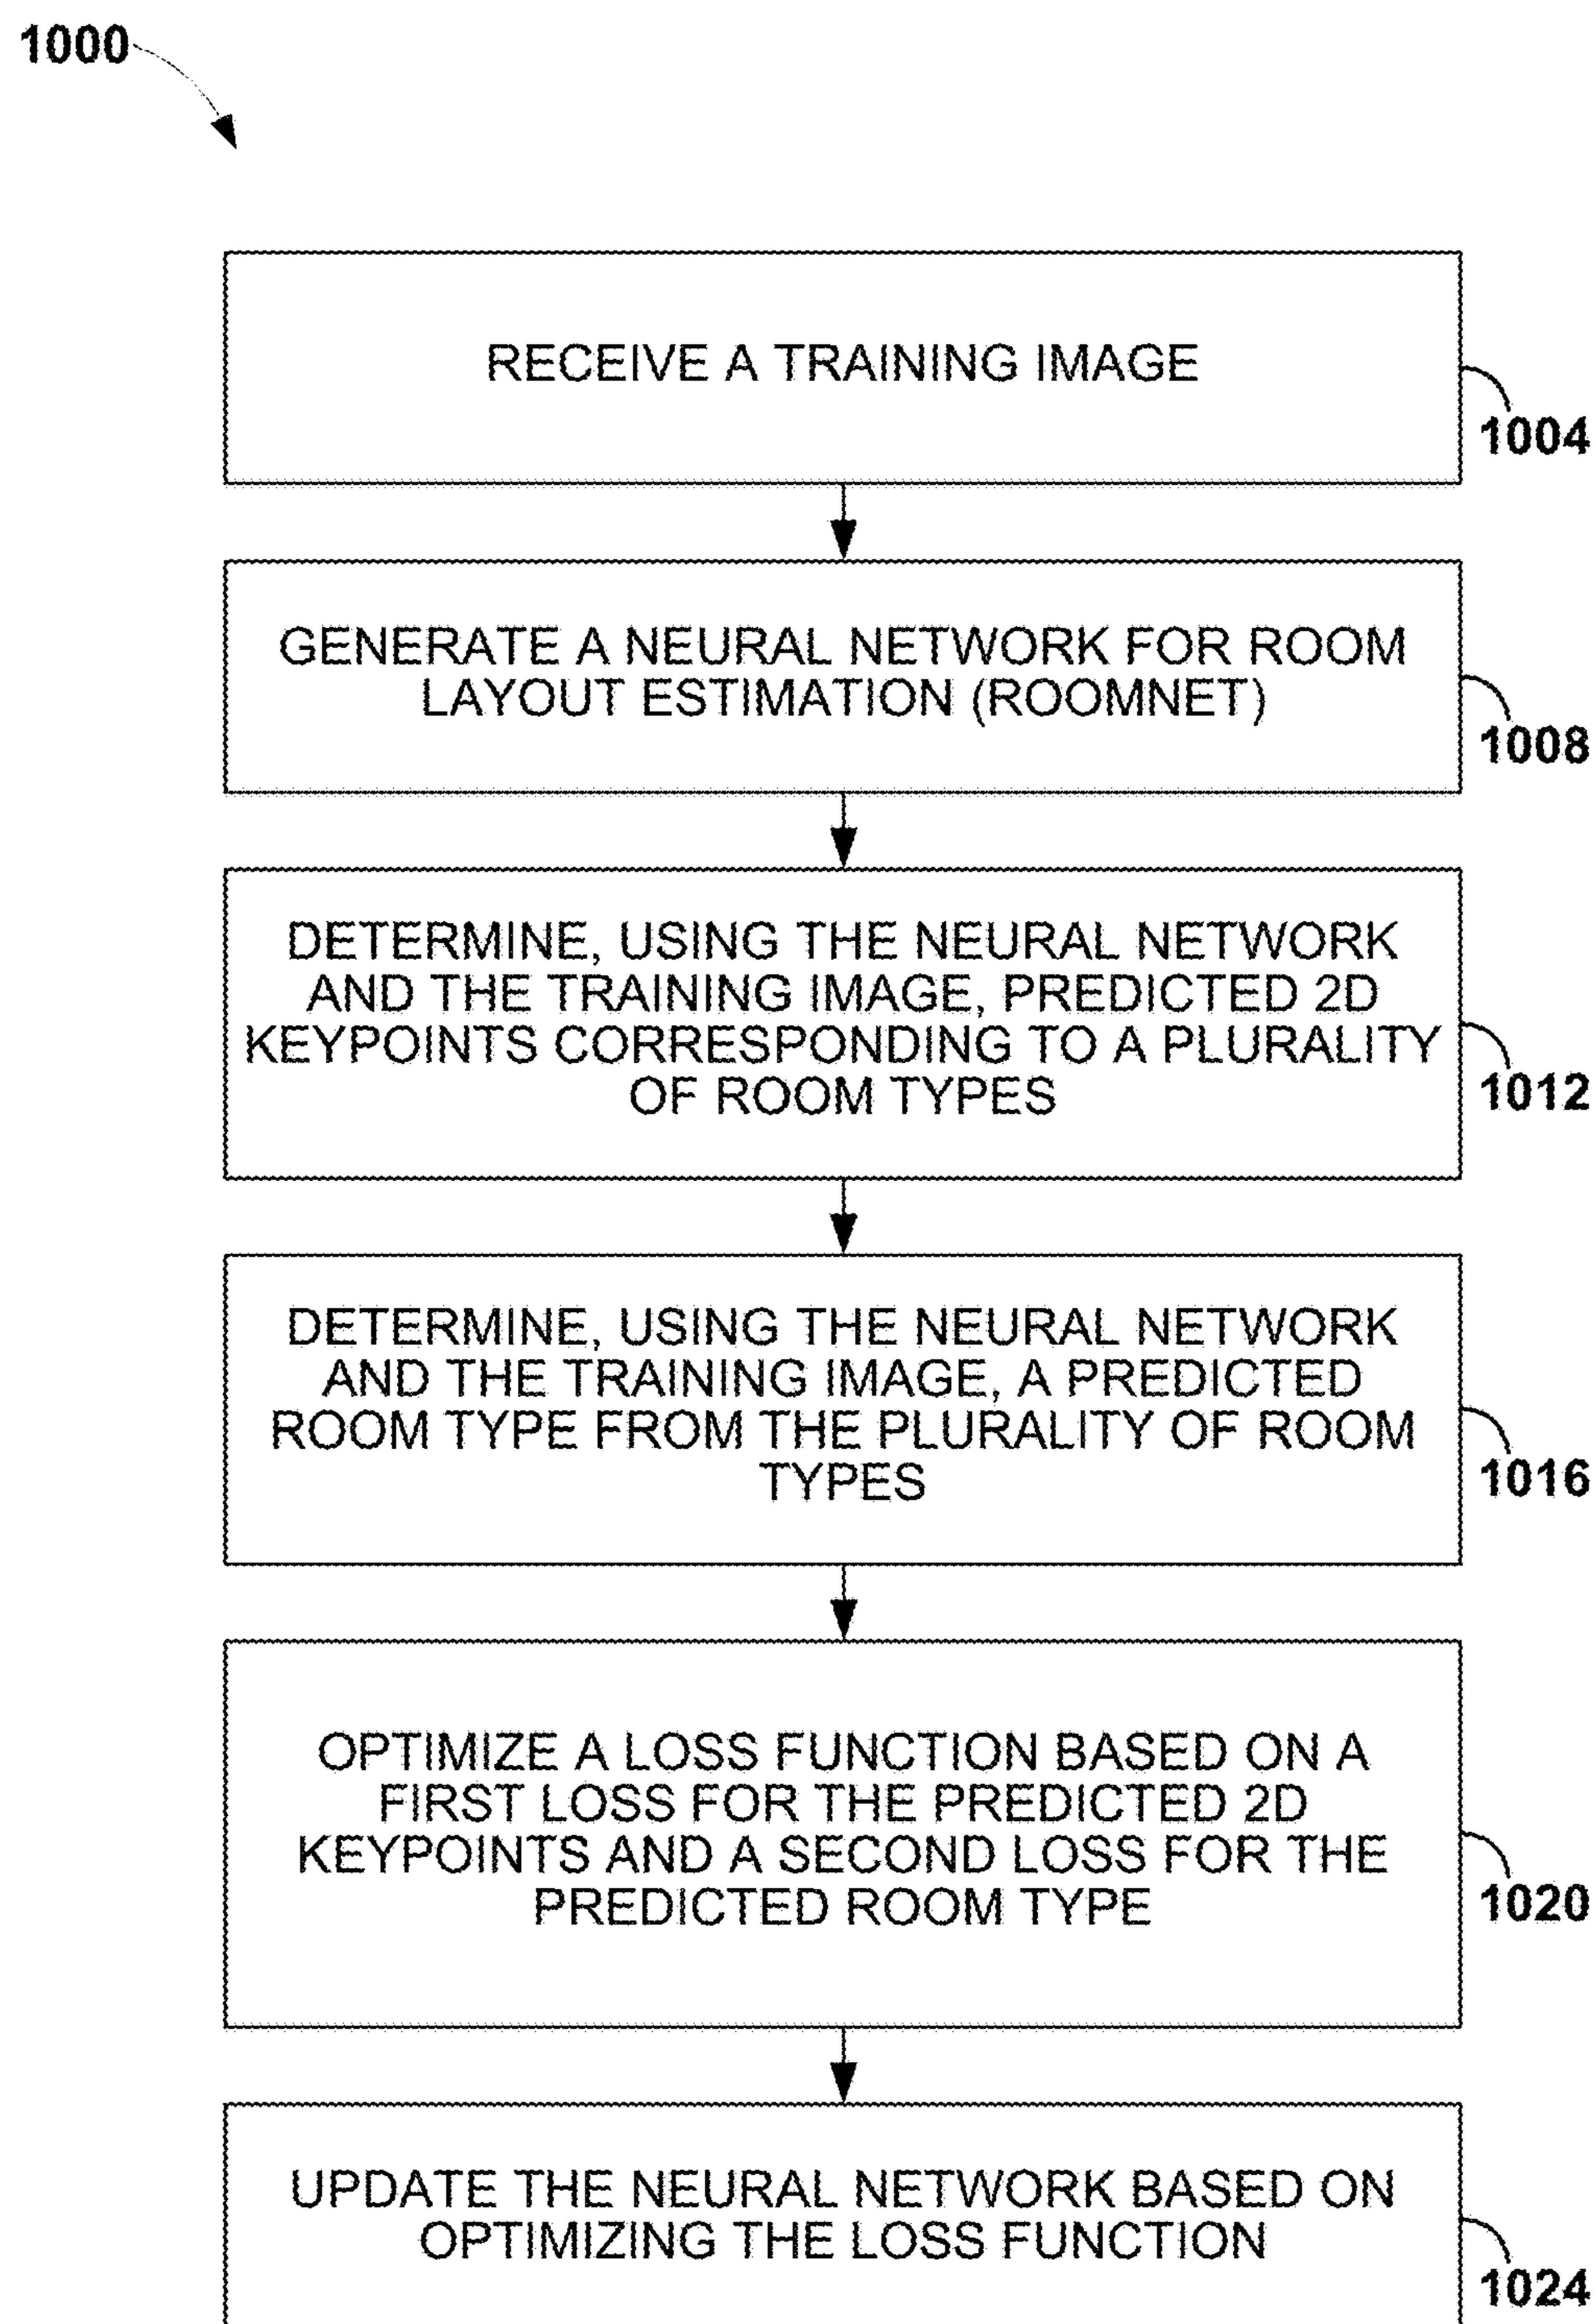 1000
RECEIVE A TRAINING IMAGE
1004
GENERATE A NEURAL NETWORK FOR ROOM
LAYOUT ESTIMATION (ROOMNET)
1008
DETERMINE, USING THE NEURAL NETWORK
AND THE TRAINING IMAGE, PREDICTED 2D
KEYPOINTS CORRESPONDING TO A PLURALITY
OF ROOM TYPES
1012
DETERMINE, USING THE NEURAL NETWORK
AND THE TRAINING IMAGE, A PREDICTED
ROOM TYPE FROM THE PLURALITY OF ROOM
TYPES
1016
OPTIMIZE A LOSS FUNCTION BASED ON A
FIRST LOSS FOR THE PREDICTED 2D
KEYPOINTS AND A SECOND LOSS FOR THE
PREDICTED ROOM TYPE
1020
UPDATE THE NEURAL NETWORK BASED ON
OPTIMIZING THE LOSS FUNCTION
1024